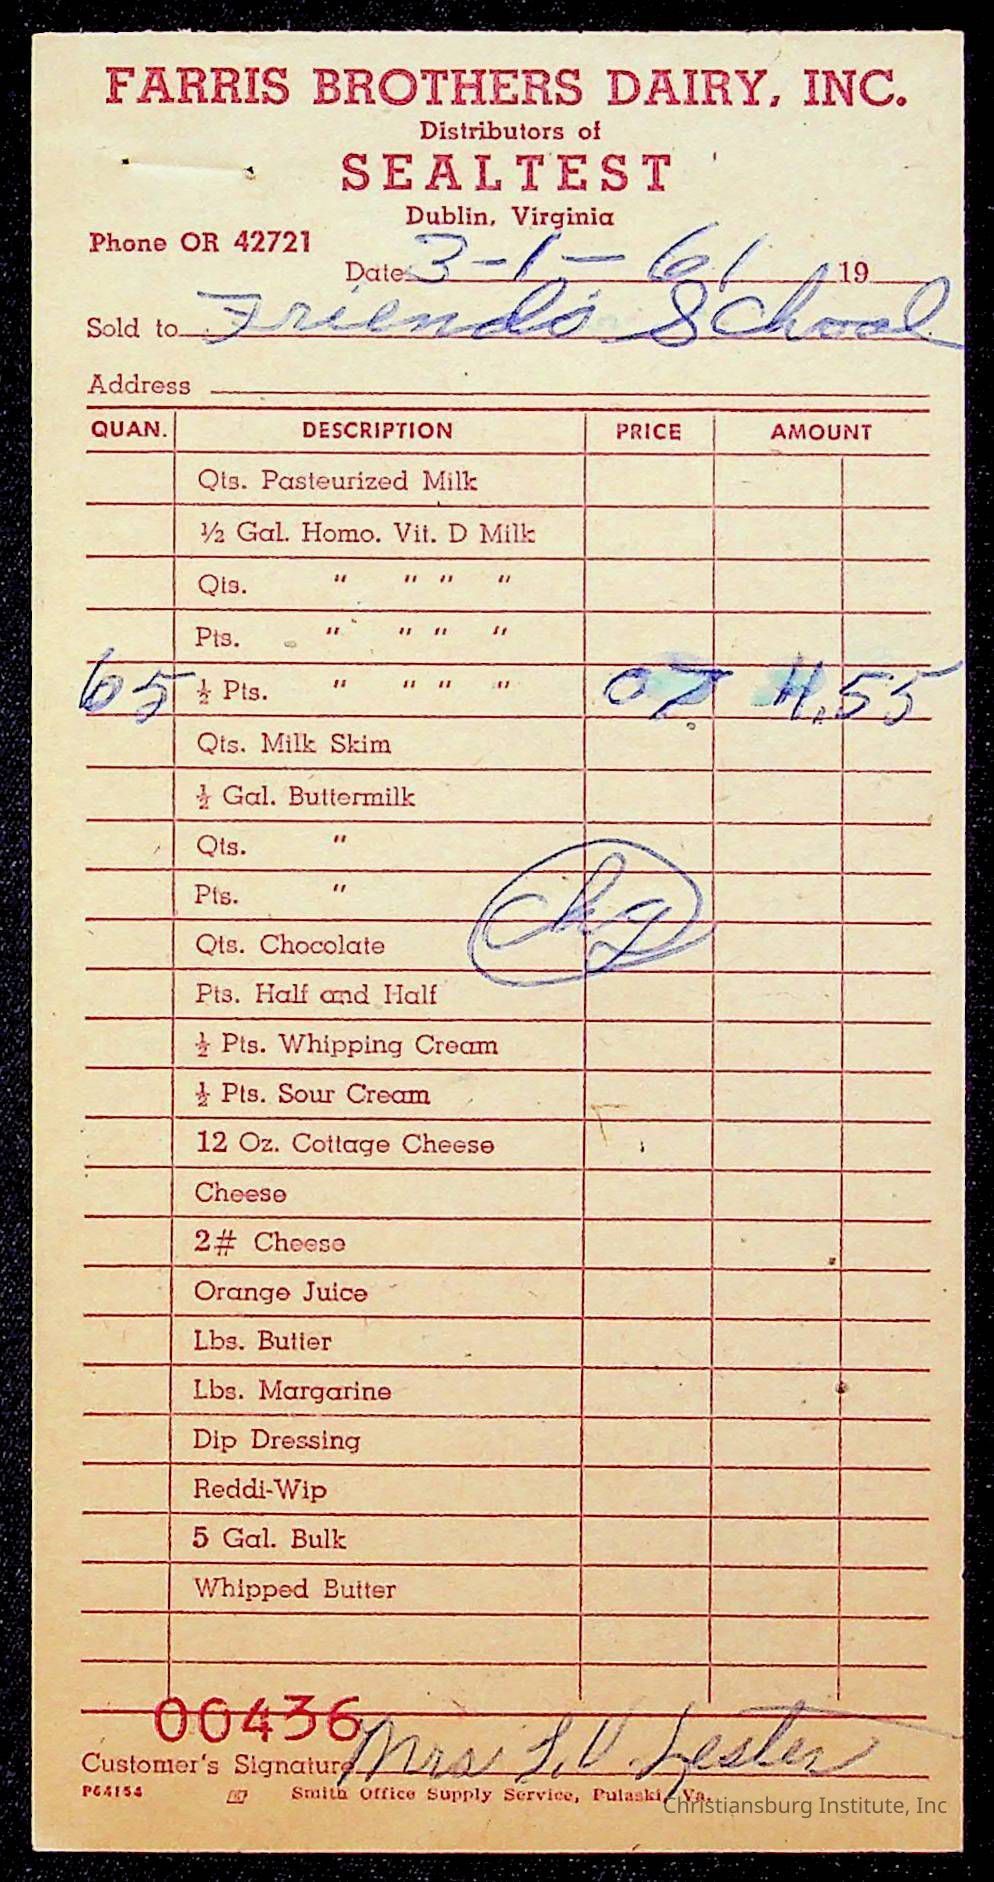 FARRIS BROTHERS DAIRY, INC.
Distributors of
SEALTEST
Dublin, Virginia
Phone OR 42721
Date 3-1-61 19
Sold to Friends School
Address
QUAN. DESCRIPTION PRICE AMOUNT
Qts. Pasteurized Milk
½ Gal. Homo. Vit. D Milk
Qts. " " " "
Pts. " " " "
65 ½ Pts. " " " " 07 4.55
Qts. Milk Skim
½ Gal. Buttermilk
Qts. "
Pts. "
chg
Qts. Chocolate
Pts. Half and Half
½ Pts. Whipping Cream
½ Pts. Sour Cream
12 Oz. Cottage Cheese
Cheese
2# Cheese
Orange Juice
Lbs. Butter
Lbs. Margarine
Dip Dressing
Reddi-Wip
5 Gal. Bulk
Whipped Butter
00436
Customer's Signature Mrs L.V. Lester
P64154 Smith Office Supply Service, Pulaski, Va.
Christiansburg Institute, Inc